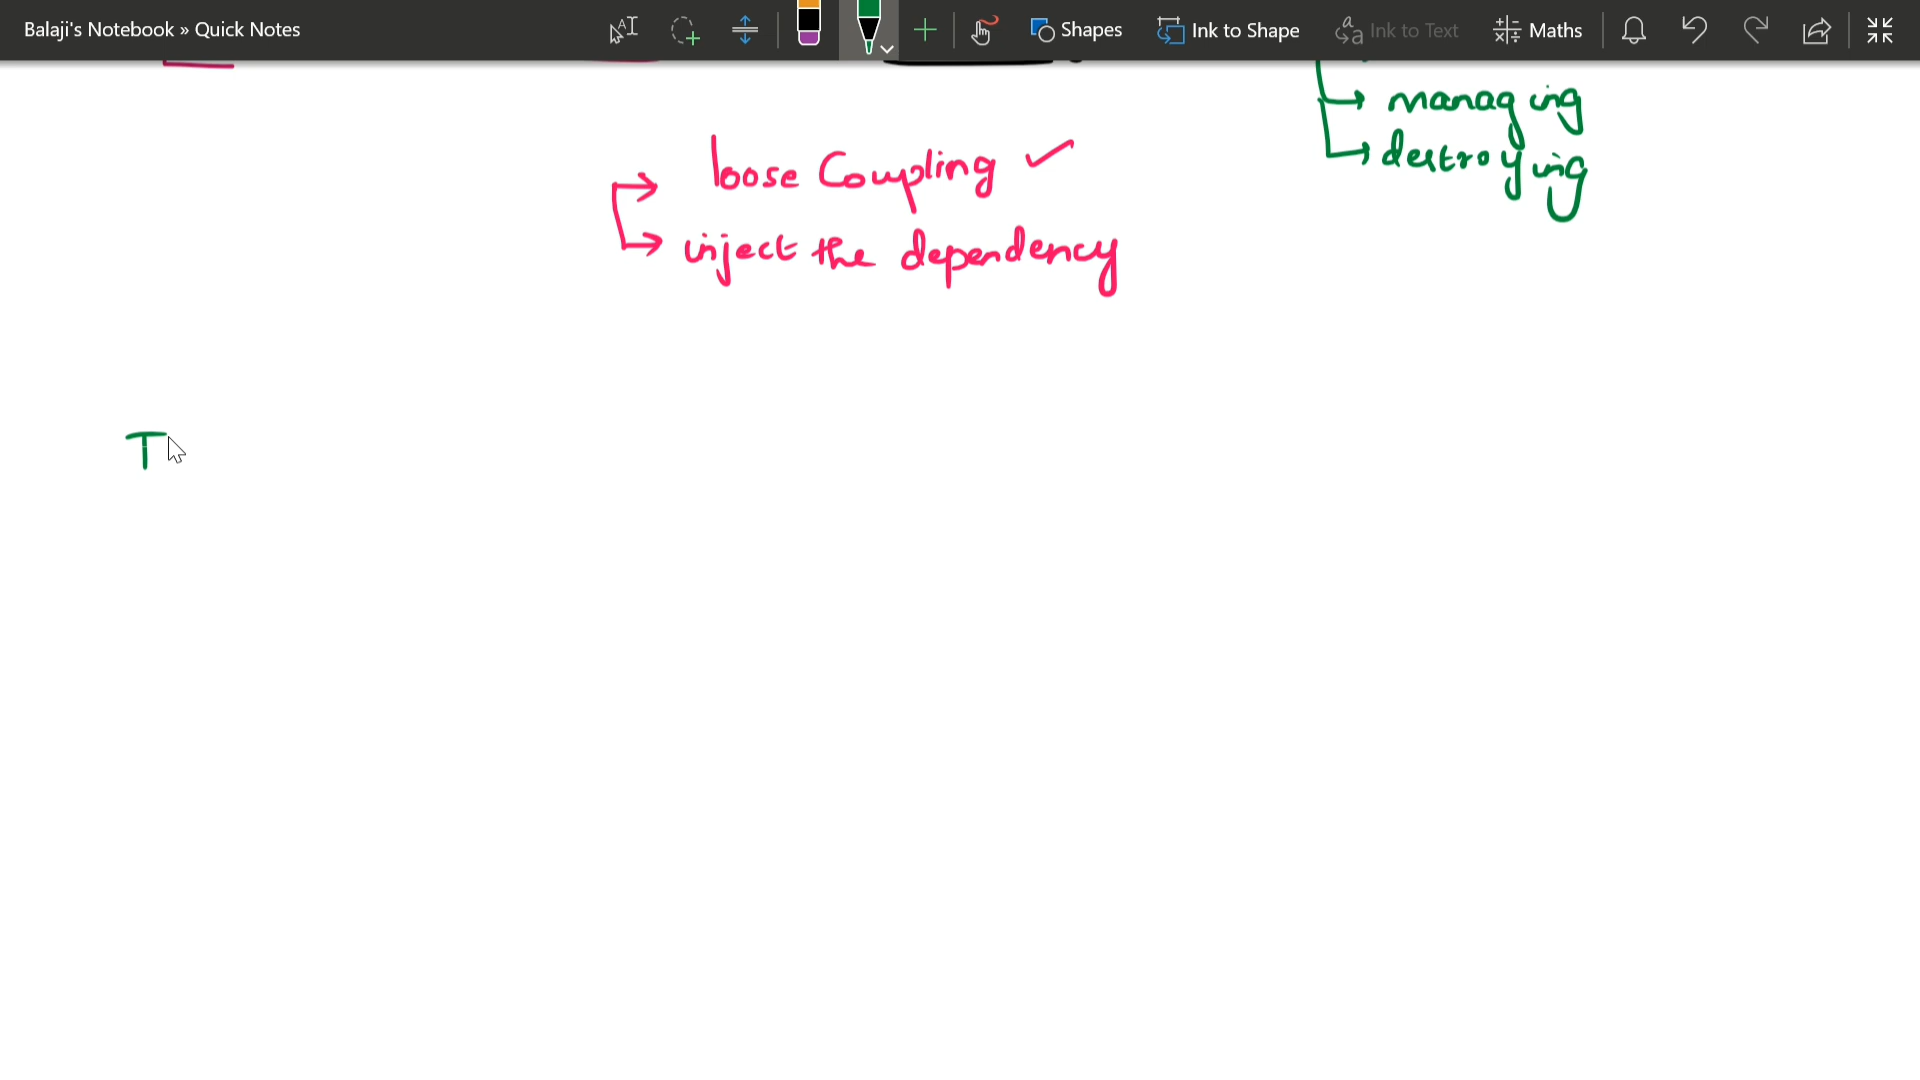 Balaji's Notebook » Quick Notes
Shapes
Ink to Shape
Ink to Text
Maths
managing
destroying
loose Coupling ✓
inject the dependency
T